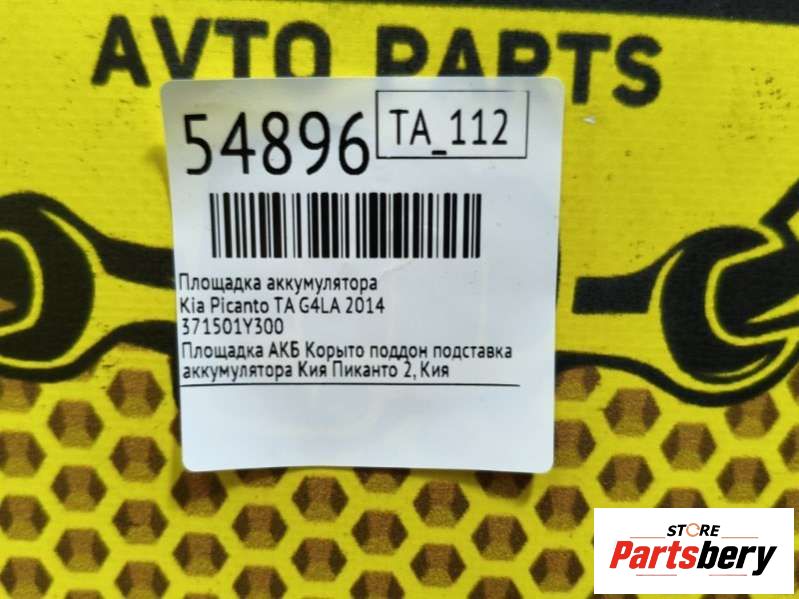 AVTO PARTS
54896
TA_112
Площадка аккумулятора
Kia Picanto TA G4LA 2014
371501Y300
Площадка АКБ Корыто поддон подставка
аккумулятора Кия Пиканто 2, Кия
STORE
Partsbery